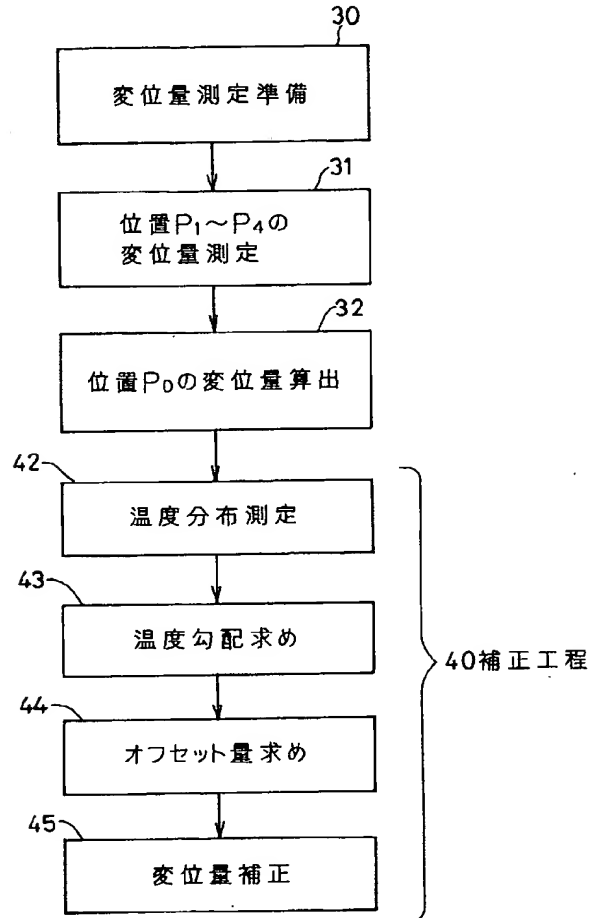 30
変位量測定準備
31
位置P₁〜P₄の
変位量測定
32
位置P₀の変位量算出
42
温度分布測定
43
温度勾配求め
40補正工程
44
オフセット量求め
45
変位量補正